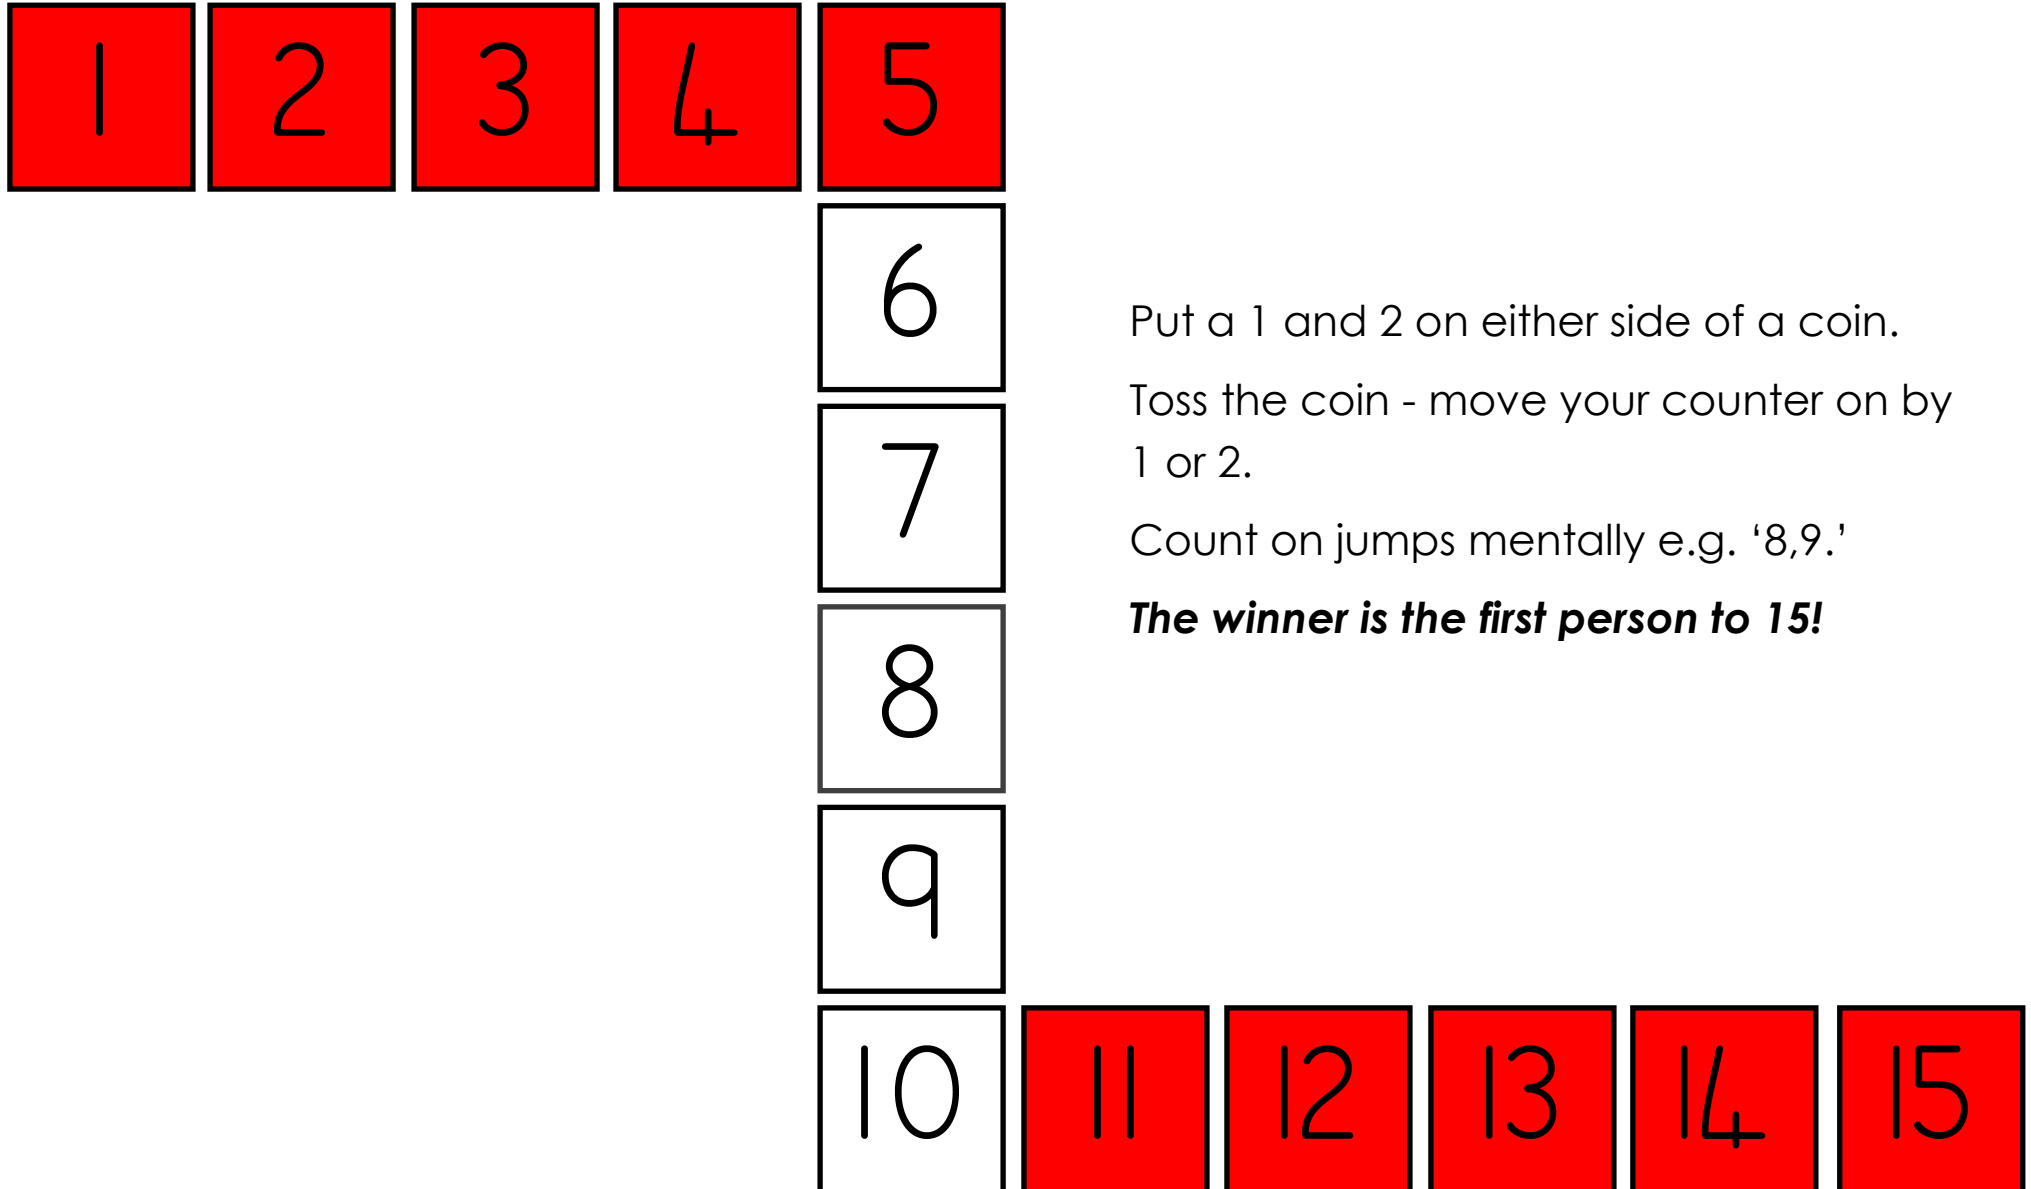 1 2 3 4 5
6
Put a 1 and 2 on either side of a coin.
Toss the coin - move your counter on by
1 or 2.
7
Count on jumps mentally e.g. ‘8,9.’
The winner is the first person to 15!
8
9
10 11 12 13 14 15